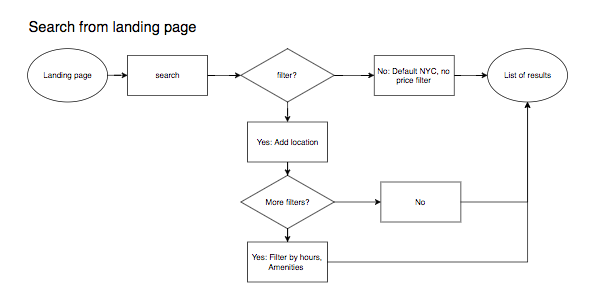 Search from landing page
Landing page
search
filter?
No: Default NYC, no
price filter
List of results
Yes: Add location
More filters?
No
Yes: Filter by hours,
Amenities